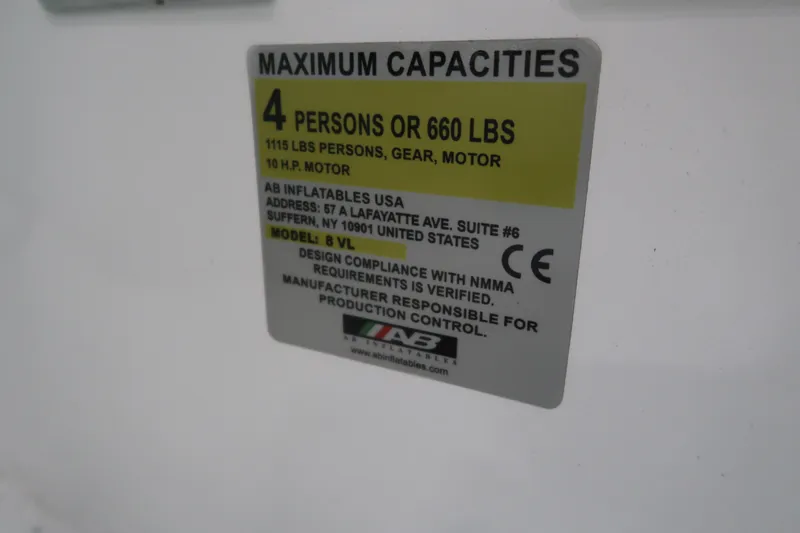 MAXIMUM CAPACITIES
4 PERSONS OR 660 LBS
1115 LBS PERSONS, GEAR, MOTOR
10 H.P. MOTOR
AB INFLATABLES USA
ADDRESS: 57 A LAFAYATTE AVE. SUITE #6
SUFFERN, NY 10901 UNITED STATES
MODEL: 8 VL
CE
DESIGN COMPLIANCE WITH NMMA
REQUIREMENTS IS VERIFIED.
MANUFACTURER RESPONSIBLE FOR
PRODUCTION CONTROL.
AB
AB INFLATABLES
www.abinflatables.com